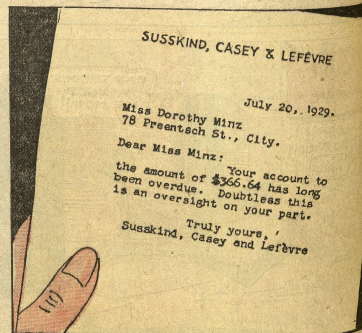 SUSSKIND, CASEY & LEFÈVRE
July 20, 1929.
Miss Dorothy Minz
78 Preentsch St., City.
Dear Miss Minz:
Your account to
the amount of $366.64 has long
been overdue. Doubtless this
is an oversight on your part.
Truly yours,
Susskind, Casey and Lefèvre